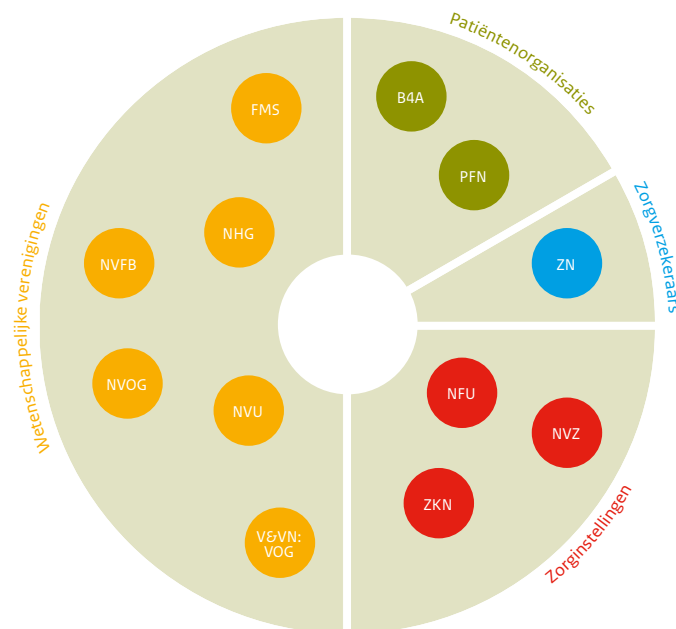 Patiëntenorganisaties
B4A
PFN
Zorgverzekeraars
ZN
Wetenschappelijke verenigingen
FMS
NHG
NVFB
NVOG
NVU
V&VN:
VOG
NFU
NVZ
ZKN
Zorginstellingen